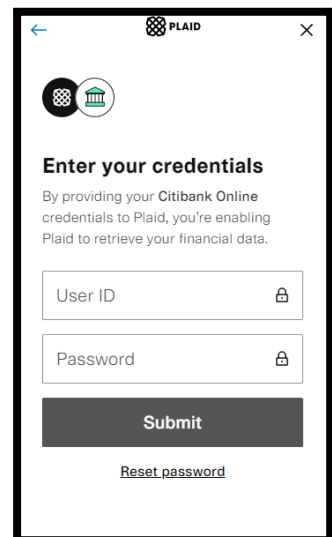 PLAID
Enter your credentials
By providing your Citibank Online
credentials to Plaid, you're enabling
Plaid to retrieve your financial data.
User ID
Password
Submit
Reset password